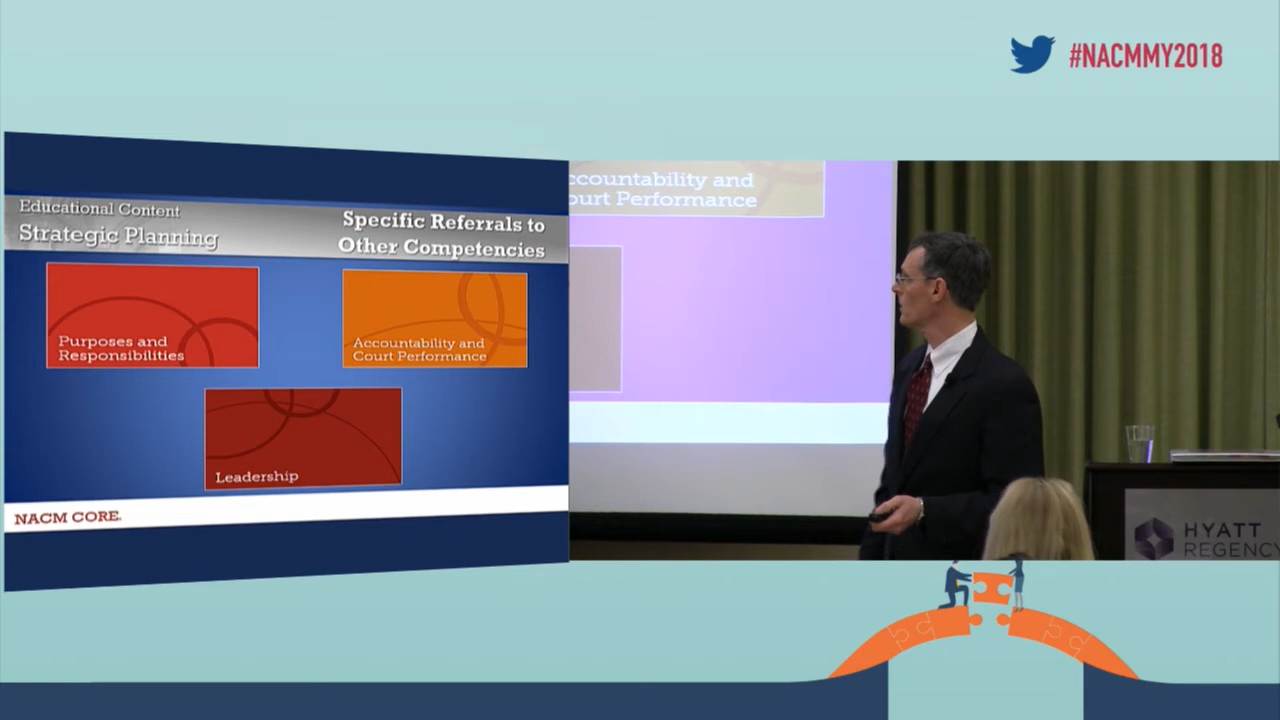 #NACMMY2018
Educational Content
Strategic Planning
Specific Referrals to
Other Competencies
Purposes and
Responsibilities
Accountability and
Court Performance
Leadership
NACM CORE.
ccountability and
ourt Performance
HYATT
REGENCY